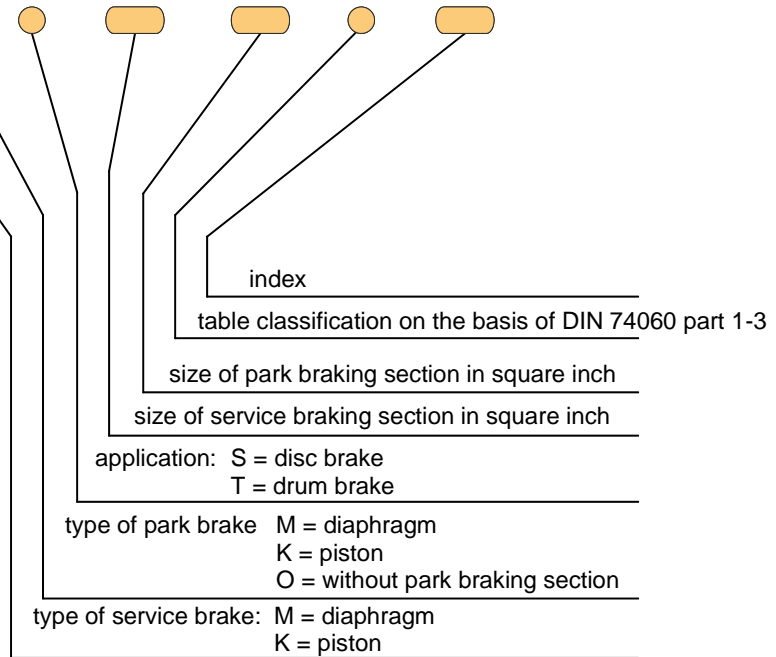 index
table classification on the basis of DIN 74060 part 1-3
size of park braking section in square inch
size of service braking section in square inch
application: S = disc brake
T = drum brake
type of park brake M = diaphragm
K = piston
O = without park braking section
type of service brake: M = diaphragm
K = piston